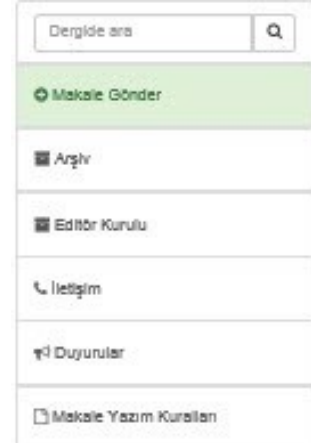 Dergide ara
Makale Gönder
Arşiv
Editör Kurulu
İletişim
Duyurular
Makale Yazım Kuralları